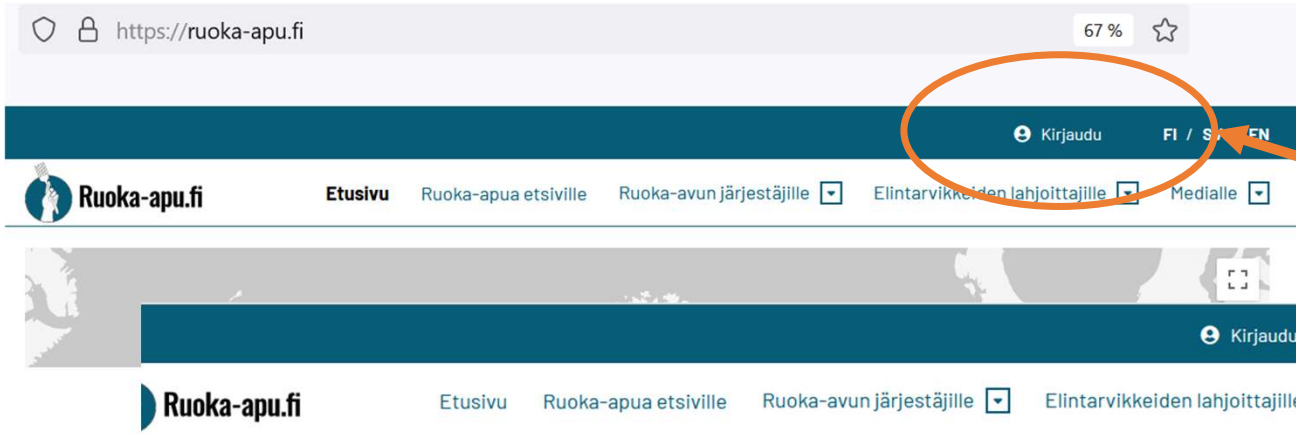 https://ruoka-apu.fi 67 %
Kirjaudu FI / EN
Ruoka-apu.fi Etusivu Ruoka-apua etsiville Ruoka-avun järjestäjille Elintarvikkeiden lahjoittajille Medialle
Kirjaudu
Ruoka-apu.fi Etusivu Ruoka-apua etsiville Ruoka-avun järjestäjille Elintarvikkeiden lahjoittajille